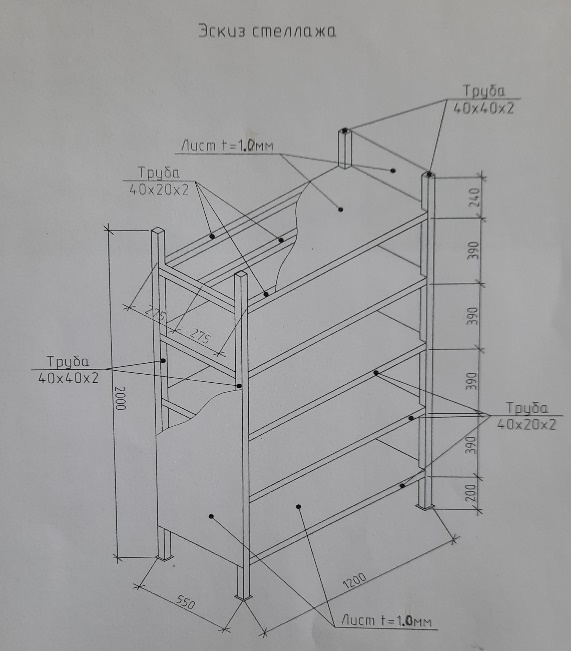 Эскиз стеллажа
Труба
40х40х2
Лист t=1.0мм
Труба
40х20х2
240
390
390
275
275
Труба
40х40х2
2000
390
Труба
40х20х2
390
200
550
1200
Лист t=1.0мм